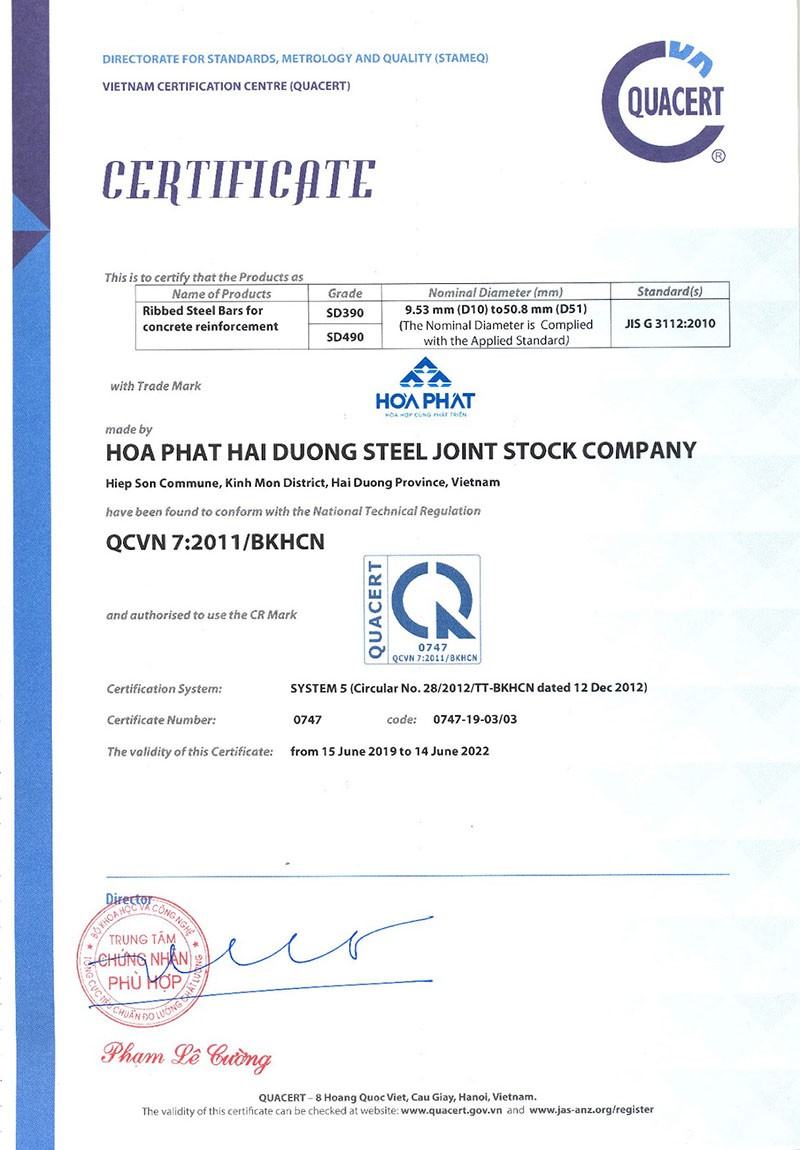 DIRECTORATE FOR STANDARDS, METROLOGY AND QUALITY (STAMEQ)
VIETNAM CERTIFICATION CENTRE (QUACERT)
VN
QUACERT
®
CERTIFICATE
This is to certify that the Products as
Name of Products Grade Nominal Diameter (mm) Standard(s)
Ribbed Steel Bars for concrete reinforcement
SD390
SD490
9.53 mm (D10) to50.8 mm (D51)
(The Nominal Diameter is Complied
with the Applied Standard)
JIS G 3112:2010
with Trade Mark
HOA PHAT
HÒA HỢP CÙNG PHÁT TRIỂN
made by
HOA PHAT HAI DUONG STEEL JOINT STOCK COMPANY
Hiep Son Commune, Kinh Mon District, Hai Duong Province, Vietnam
have been found to conform with the National Technical Regulation
QCVN 7:2011/BKHCN
and authorised to use the CR Mark
QUACERT
0747
QCVN 7:2011/BKHCN
Certification System: SYSTEM 5 (Circular No. 28/2012/TT-BKHCN dated 12 Dec 2012)
Certificate Number: 0747 code: 0747-19-03/03
The validity of this Certificate: from 15 June 2019 to 14 June 2022
Director
BỘ KHOA HỌC VÀ CÔNG NGHỆ
TRUNG TÂM
CHỨNG NHẬN
PHÙ HỢP
TỔNG CỤC TIÊU CHUẨN ĐO LƯỜNG CHẤT LƯỢNG
Phạm Lê Cường
QUACERT – 8 Hoang Quoc Viet, Cau Giay, Hanoi, Vietnam.
The validity of this certificate can be checked at website: www.quacert.gov.vn and www.jas-anz.org/register